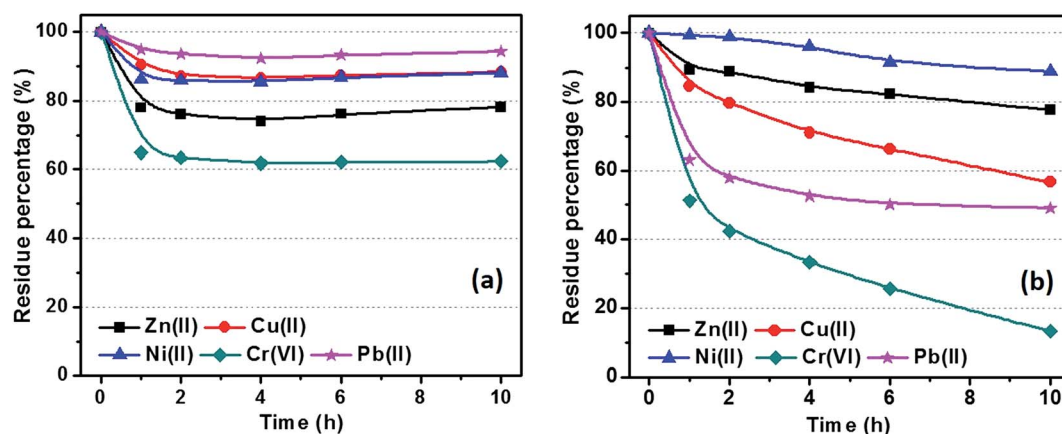 Residue percentage (%)
100
80
60
40
20
0
(a)
Zn(II) Cu(II)
Ni(II) Cr(VI) Pb(II)
0 2 4 6 8 10
Time (h)
Residue percentage (%)
100
80
60
40
20
0
(b)
Zn(II) Cu(II)
Ni(II) Cr(VI) Pb(II)
0 2 4 6 8 10
Time (h)